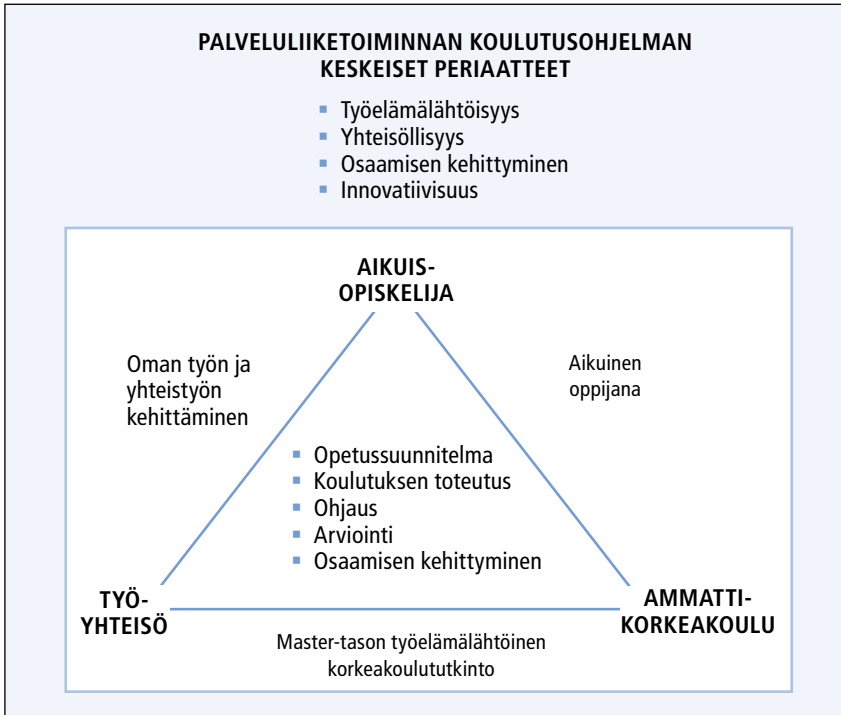 PALVELULIIKETOIMINNAN KOULUTUSOHJELMAN
KESKEISET PERIAATTEET
▪ Työelämälähtöisyys
▪ Yhteisöllisyys
▪ Osaamisen kehittyminen
▪ Innovatiivisuus
AIKUIS-
OPISKELIJA
Oman työn ja
yhteistyön
kehittäminen
Aikuinen
oppijana
▪ Opetussuunnitelma
▪ Koulutuksen toteutus
▪ Ohjaus
▪ Arviointi
▪ Osaamisen kehittyminen
TYÖ-
YHTEISÖ
AMMATTI-
KORKEAKOULU
Master-tason työelämälähtöinen
korkeakoulututkinto